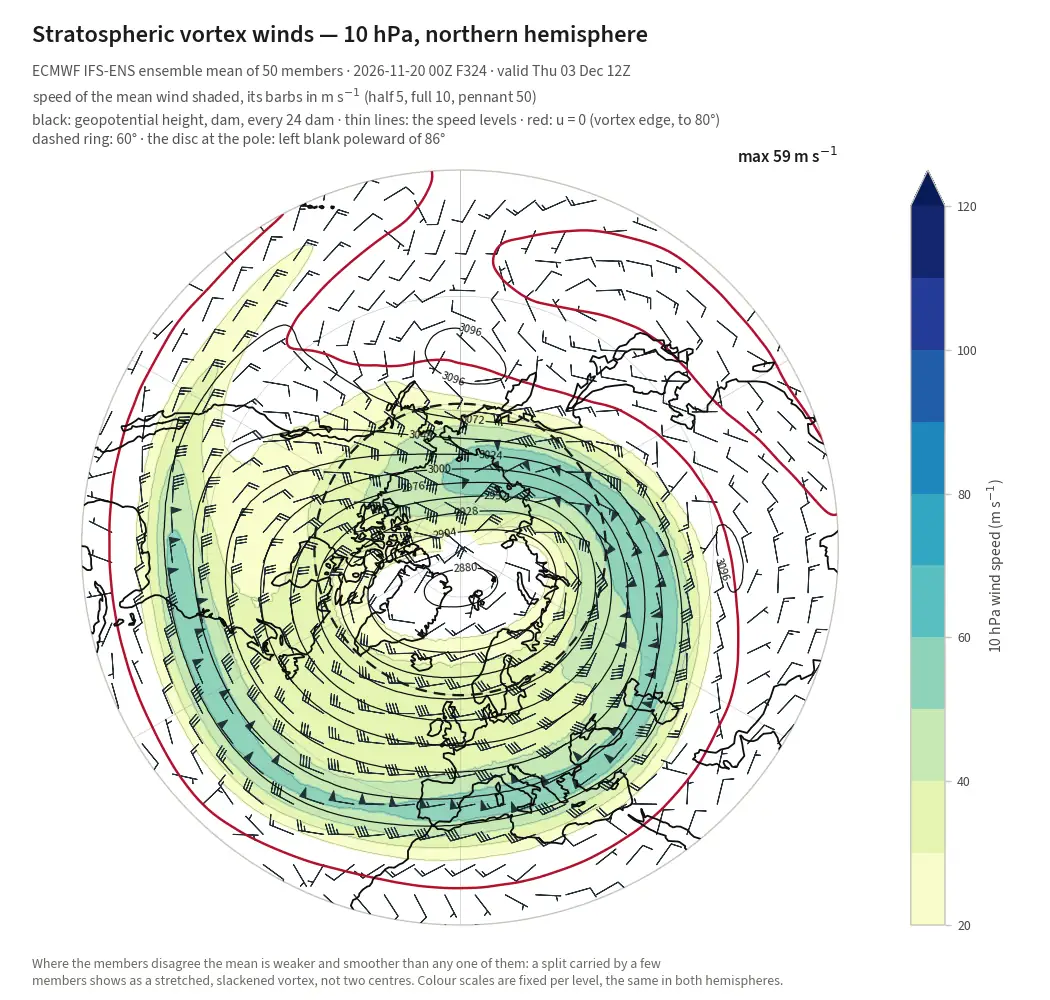 Stratospheric vortex winds — 10 hPa, northern hemisphere
ECMWF IFS-ENS ensemble mean of 50 members · 2026-11-20 00Z F324 · valid Thu 03 Dec 12Z
speed of the mean wind shaded, its barbs in m s⁻¹ (half 5, full 10, pennant 50)
black: geopotential height, dam, every 24 dam · thin lines: the speed levels · red: u = 0 (vortex edge, to 80°)
dashed ring: 60° · the disc at the pole: left blank poleward of 86°
max 59 m s⁻¹
120
100
80
60
40
20
10 hPa wind speed (m s⁻¹)
3096
3096
3072
3024
3000
2976
2928
2904
2880
3096
Where the members disagree the mean is weaker and smoother than any one of them: a split carried by a few
members shows as a stretched, slackened vortex, not two centres. Colour scales are fixed per level, the same in both hemispheres.